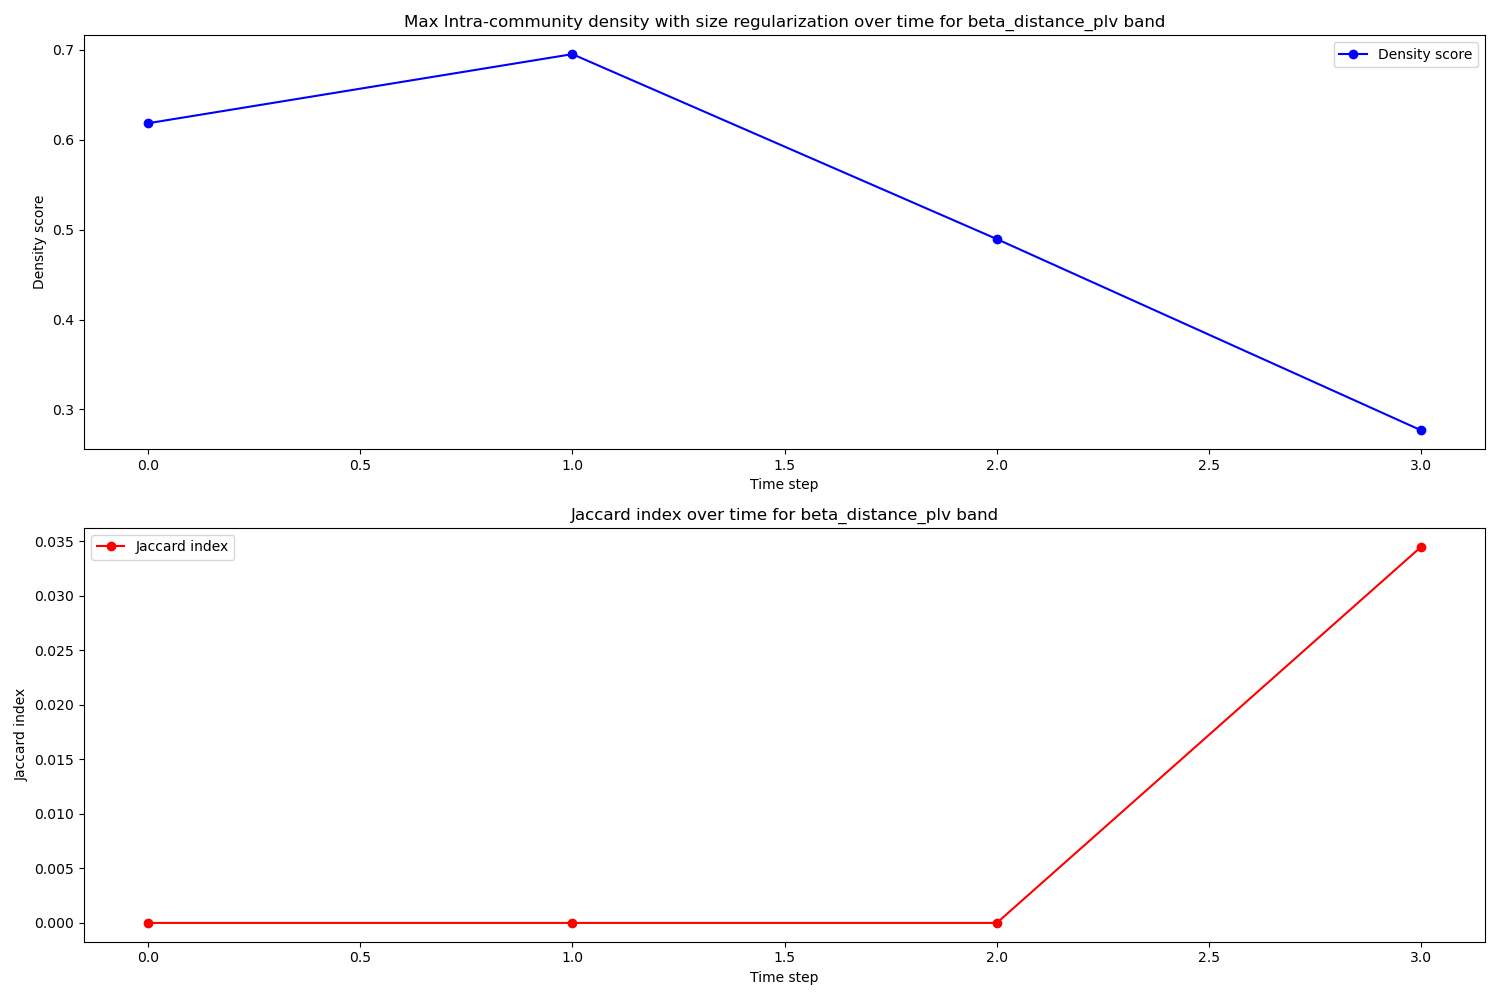 Max Intra-community density with size regularization over time for beta_distance_plv band
Density score
0.7
0.6
0.5
0.4
0.3
Density score
0.0 0.5 1.0 1.5 2.0 2.5 3.0
Time step
Jaccard index over time for beta_distance_plv band
Jaccard index
0.035
0.030
0.025
0.020
0.015
0.010
0.005
0.000
Jaccard index
0.0 0.5 1.0 1.5 2.0 2.5 3.0
Time step